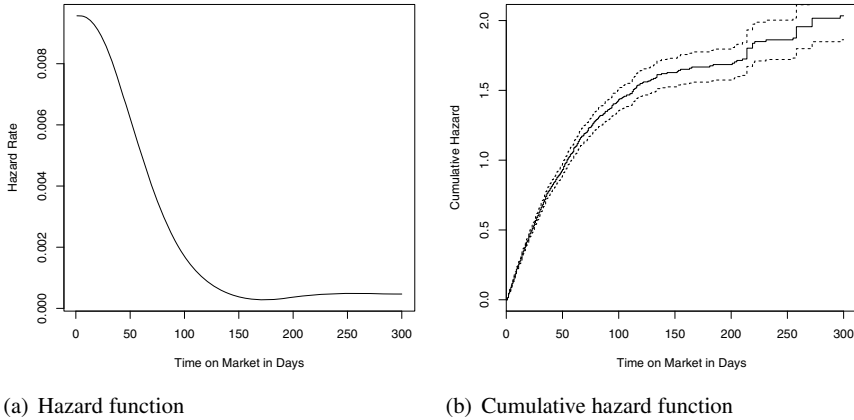 Hazard Rate
0.008
0.006
0.004
0.002
0.000
0 50 100 150 200 250 300
Time on Market in Days
(a) Hazard function
Cumulative Hazard
2.0
1.5
1.0
0.5
0.0
0 50 100 150 200 250 300
Time on Market in Days
(b) Cumulative hazard function